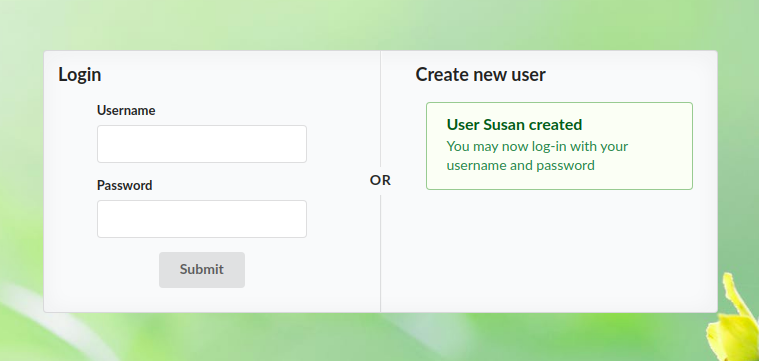 Login
Username
Password
Submit
OR
Create new user
User Susan created
You may now log-in with your
username and password